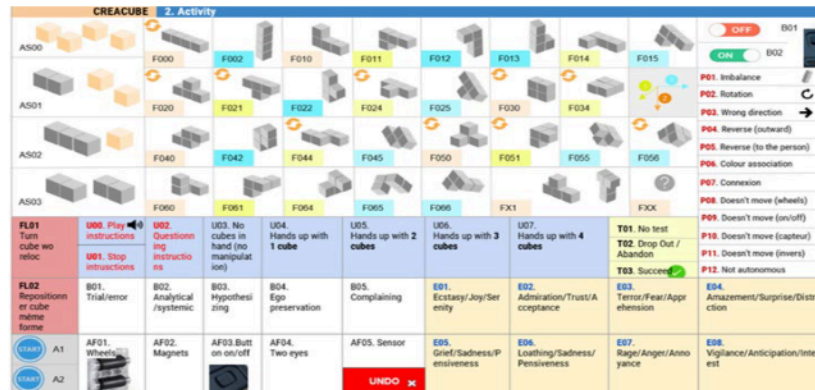 CREACUBE 2. Activity
AS00
F000 F002 F010 F011 F012 F013 F014 F015
OFF B01
ON B02
AS01
F020 F021 F022 F024 F025 F030 F034
P01. Imbalance
P02. Rotation
P03. Wrong direction
AS02
F040 F042 F044 F045 F050 F051 F055 F056
P04. Reverse (outward)
P05. Reverse (to the person)
P06. Colour association
AS03
F060 F061 F064 F065 F066 FX1 FXX
?
P07. Connexion
P08. Doesn't move (wheels)
P09. Doesn't move (on/off)
P10. Doesn't move (capteur)
P11. Doesn't move (invers)
P12. Not autonomous
FL01
Turn
cube wo
reloc
U00. Play
instructions
U01. Stop
intrusctions
U02.
Questionn
ing
instructio
ns
U03. No
cubes in
hand (no
manipulat
ion)
U04.
Hands up with
1 cube
U05.
Hands up with 2
cubes
U06.
Hands up with 3
cubes
U07.
Hands up with 4
cubes
T01. No test
T02. Drop Out /
Abandon
T03. Succeed
FL02
Repositionn
er cube
même
forme
B01.
Trial/error
B02.
Analytical
/systemic
B03.
Hypothesi
zing
B04.
Ego
preservation
B05.
Complaining
E01.
Ecstasy/Joy/Ser
enity
E02.
Admiration/Trust/A
cceptance
E03.
Terror/Fear/Appr
ehension
E04.
Amazement/Surprise/Distr
ction
START A1
START A2
AF01.
Wheels
AF02.
Magnets
AF03.Butt
on on/off
AF04.
Two eyes
AF05. Sensor
UNDO ×
E05.
Grief/Sadness/P
ensiveness
E06.
Loathing/Sadness/
Pensiveness
E07.
Rage/Anger/Anno
yance
E08.
Vigilance/Anticipation/Inte
est